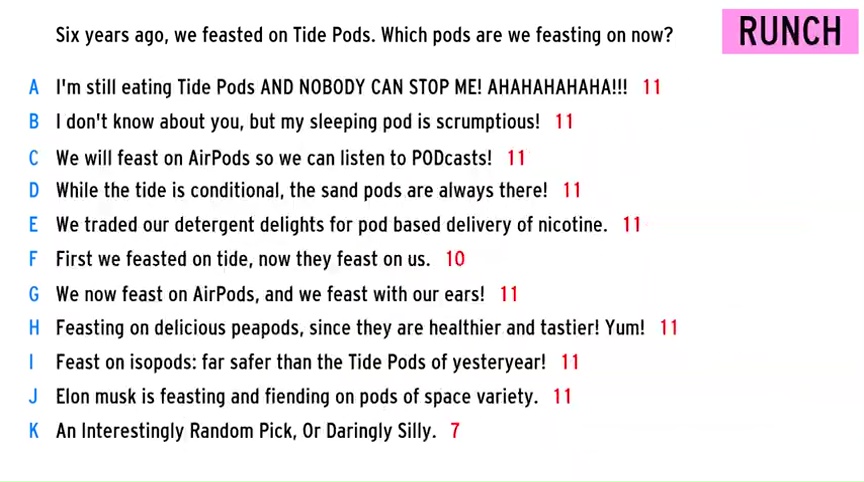 Six years ago, we feasted on Tide Pods. Which pods are we feasting on now?
RUNCH
A I'm still eating Tide Pods AND NOBODY CAN STOP ME! AHAHAHAHAHA!!! 11
B I don't know about you, but my sleeping pod is scrumptious! 11
C We will feast on AirPods so we can listen to PODcasts! 11
D While the tide is conditional, the sand pods are always there! 11
E We traded our detergent delights for pod based delivery of nicotine. 11
F First we feasted on tide, now they feast on us. 10
G We now feast on AirPods, and we feast with our ears! 11
H Feasting on delicious peapods, since they are healthier and tastier! Yum! 11
I Feast on isopods: far safer than the Tide Pods of yesteryear! 11
J Elon musk is feasting and fiending on pods of space variety. 11
K An Interestingly Random Pick, Or Daringly Silly. 7